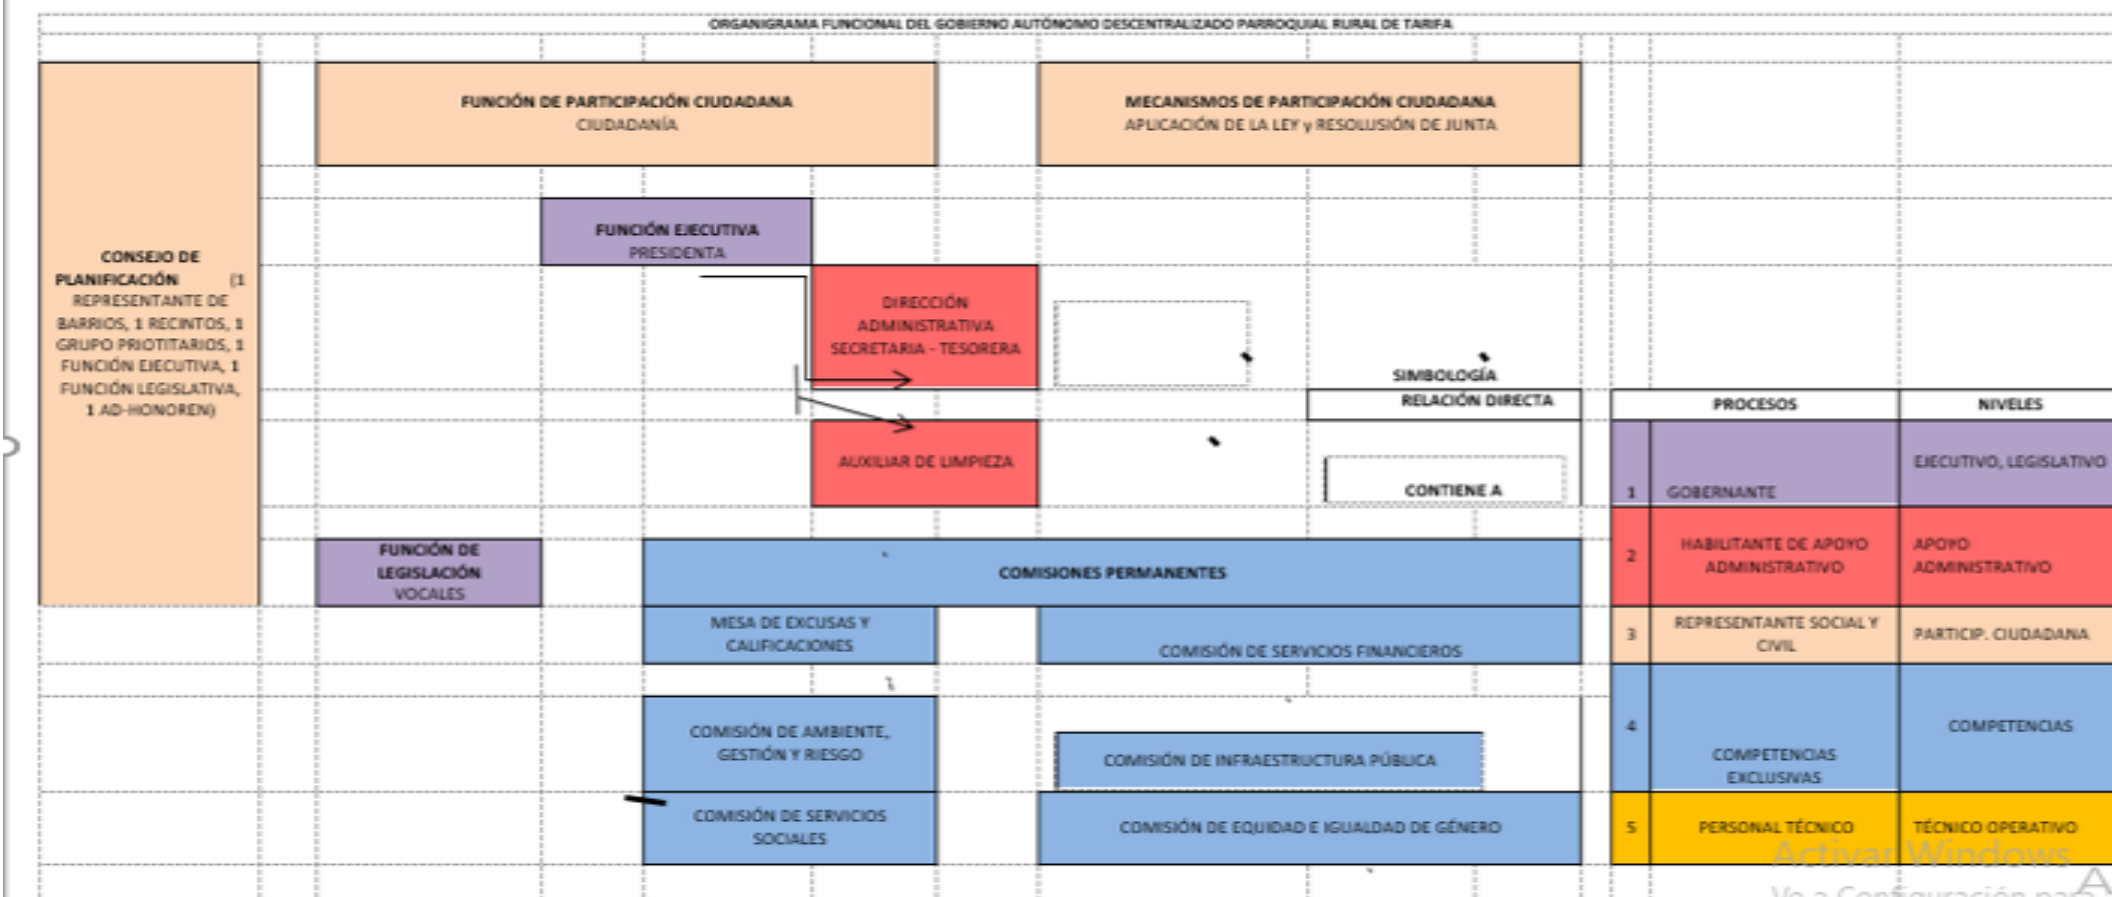 ORGANIGRAMA FUNCIONAL DEL GOBIERNO AUTÓNOMO DESCENTRALIZADO PARROQUIAL RURAL DE TARIFA
FUNCIÓN DE PARTICIPACIÓN CIUDADANA
CIUDADANÍA
MECANISMOS DE PARTICIPACIÓN CIUDADANA
APLICACIÓN DE LA LEY y RESOLUSIÓN DE JUNTA
CONSEJO DE
PLANIFICACIÓN (1
REPRESENTANTE DE
BARRIOS, 1 RECINTOS, 1
GRUPO PRIOTITARIOS, 1
FUNCIÓN EJECUTIVA, 1
FUNCIÓN LEGISLATIVA,
1 AD-HONOREN)
FUNCIÓN EJECUTIVA
PRESIDENTA
DIRECCIÓN
ADMINISTRATIVA
SECRETARIA - TESORERA
AUXILIAR DE LIMPIEZA
SIMBOLOGÍA
RELACIÓN DIRECTA
CONTIENE A
FUNCIÓN DE
LEGISLACIÓN
VOCALES
COMISIONES PERMANENTES
MESA DE EXCUSAS Y
CALIFICACIONES
COMISIÓN DE SERVICIOS FINANCIEROS
COMISIÓN DE AMBIENTE,
GESTIÓN Y RIESGO
COMISIÓN DE INFRAESTRUCTURA PÚBLICA
COMISIÓN DE SERVICIOS
SOCIALES
COMISIÓN DE EQUIDAD E IGUALDAD DE GÉNERO
PROCESOS NIVELES
1 GOBERNANTE EJECUTIVO, LEGISLATIVO
2 HABILITANTE DE APOYO
ADMINISTRATIVO
APOYO
ADMINISTRATIVO
3 REPRESENTANTE SOCIAL Y
CIVIL
PARTICIP. CIUDADANA
4 COMPETENCIAS
EXCLUSIVAS
COMPETENCIAS
5 PERSONAL TÉCNICO TÉCNICO OPERATIVO
Activar Windows
Ve a Configuración para